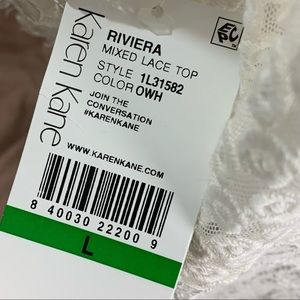 Karen Kane
RIVIERA
MIXED LACE TOP
STYLE 1L31582
COLOR OWH
JOIN THE
CONVERSATION
#KARENKANE
WWW.KARENKANE.COM
8 40030 22200 9
L